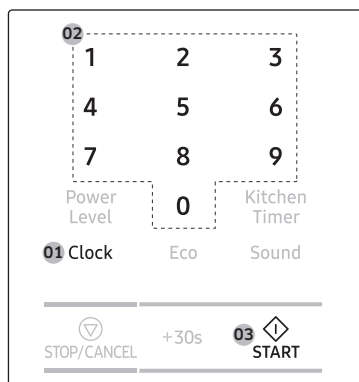 02
1 2 3
4 5 6
7 8 9
Power Level 0 Kitchen Timer
01 Clock Eco Sound
+30s 03
STOP/CANCEL START